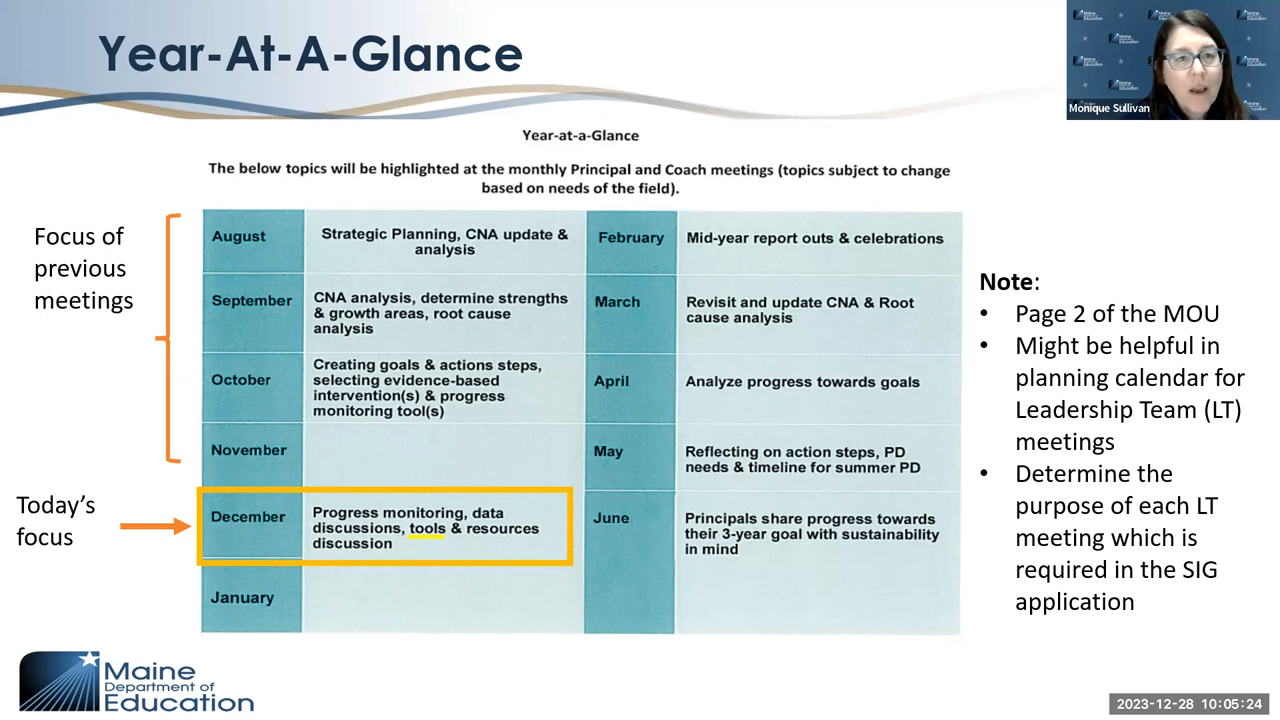 Year-At-A-Glance
Monique Sullivan
Year-at-a-Glance
The below topics will be highlighted at the monthly Principal and Coach meetings (topics subject to change
based on needs of the field).
Focus of
previous
meetings
Today's
focus
August
Strategic Planning, CNA update &
analysis
September
CNA analysis, determine strengths
& growth areas, root cause
analysis
October
Creating goals & actions steps,
selecting evidence-based
intervention(s) & progress
monitoring tool(s)
November
December
Progress monitoring, data
discussions, tools & resources
discussion
January
February
Mid-year report outs & celebrations
March
Revisit and update CNA & Root
cause analysis
April
Analyze progress towards goals
May
Reflecting on action steps, PD
needs & timeline for summer PD
June
Principals share progress towards
their 3-year goal with sustainability
in mind
Note:
• Page 2 of the MOU
• Might be helpful in
planning calendar for
Leadership Team (LT)
meetings
• Determine the
purpose of each LT
meeting which is
required in the SIG
application
Maine
Department of
Education
2023-12-28 10:05:24